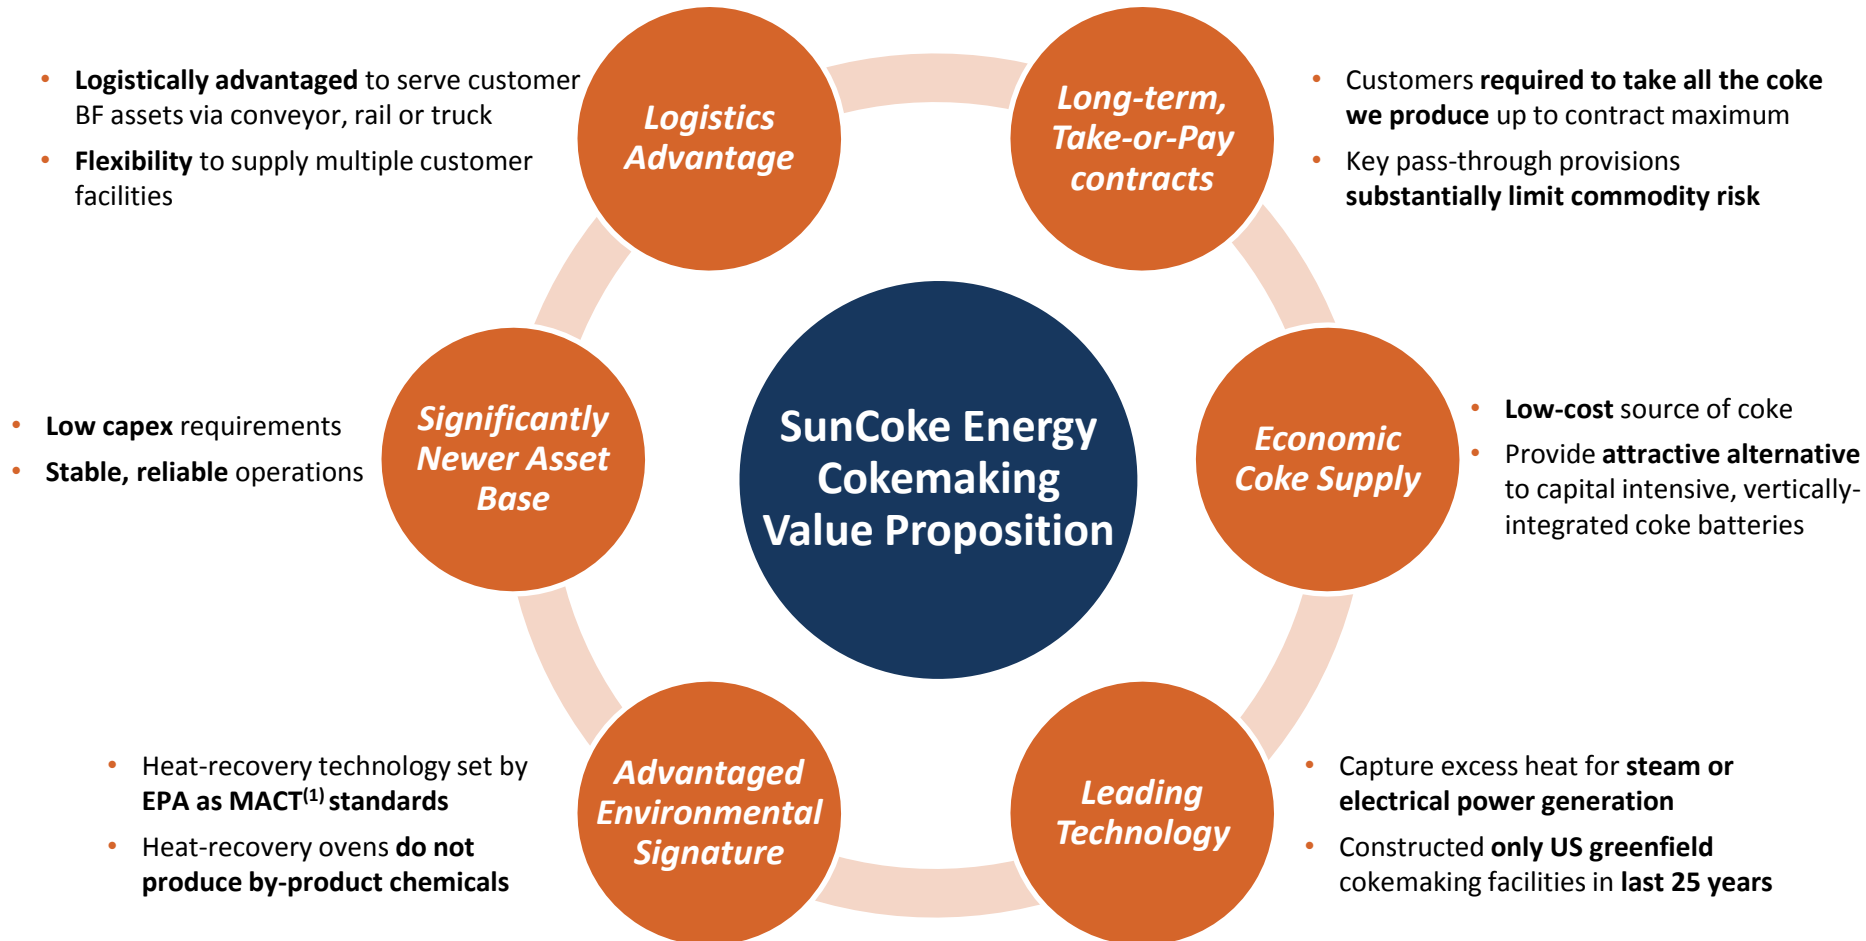 • Logistically advantaged to serve customer
BF assets via conveyor, rail or truck
• Flexibility to supply multiple customer
facilities
Logistics
Advantage
Long-term,
Take-or-Pay
contracts
• Customers required to take all the coke
we produce up to contract maximum
• Key pass-through provisions
substantially limit commodity risk
• Low capex requirements
• Stable, reliable operations
Significantly
Newer Asset
Base
SunCoke Energy
Cokemaking
Value Proposition
Economic
Coke Supply
• Low-cost source of coke
• Provide attractive alternative
to capital intensive, vertically-
integrated coke batteries
• Heat-recovery technology set by
EPA as MACT(1) standards
• Heat-recovery ovens do not
produce by-product chemicals
Advantaged
Environmental
Signature
Leading
Technology
• Capture excess heat for steam or
electrical power generation
• Constructed only US greenfield
cokemaking facilities in last 25 years